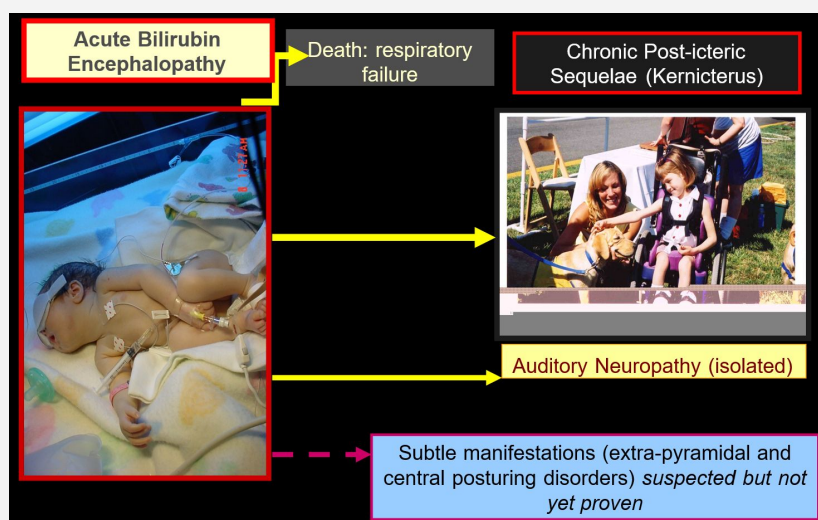 Acute Bilirubin
Encephalopathy
Death: respiratory
failure
Chronic Post-icteric
Sequelae (Kernicterus)
Auditory Neuropathy (isolated)
Subtle manifestations (extra-pyramidal and
central posturing disorders) suspected but not
yet proven